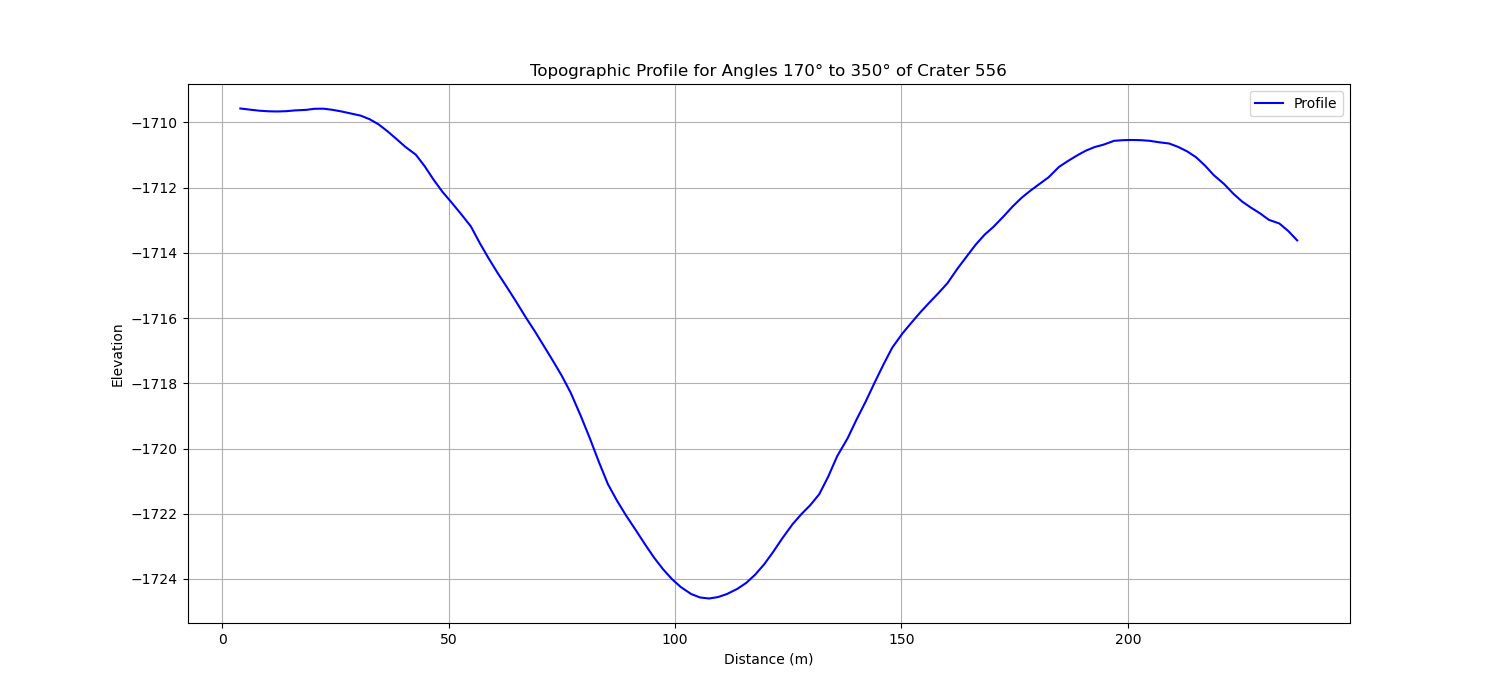 Topographic Profile for Angles 170° to 350° of Crater 556
Profile
−1710
−1712
−1714
−1716
−1718
−1720
−1722
−1724
Elevation
0 50 100 150 200
Distance (m)